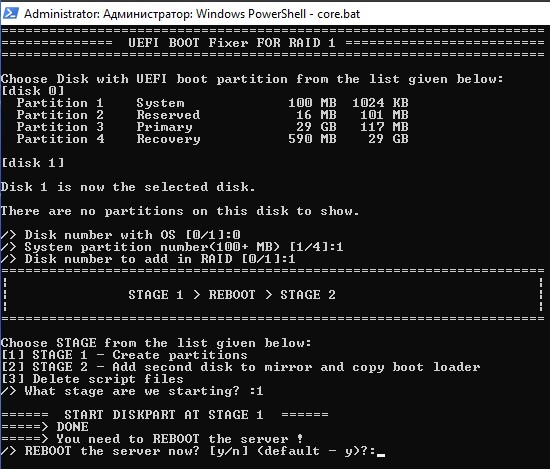 Administrator: Администратор: Windows PowerShell - core.bat
====================================================================
=============== UEFI BOOT Fixer FOR RAID 1 =========================
====================================================================
Choose Disk with UEFI boot partition from the list given below:
[disk 0]
Partition 1 System 100 MB 1024 KB
Partition 2 Reserved 16 MB 101 MB
Partition 3 Primary 29 GB 117 MB
Partition 4 Recovery 590 MB 29 GB
[disk 1]
Disk 1 is now the selected disk.
There are no partitions on this disk to show.
/> Disk number with OS [0/1]:0
/> System partition number(100+ MB) [1/4]:1
/> Disk number to add in RAID [0/1]:1
====================================================================
¦ ¦
¦ STAGE 1 > REBOOT > STAGE 2 ¦
¦ ¦
====================================================================
Choose STAGE from the list given below:
[1] STAGE 1 - Create partitions
[2] STAGE 2 - Add second disk to mirror and copy boot loader
[3] Delete script files
/> What stage are we starting? :1
====== START DISKPART AT STAGE 1 ======
=====> DONE
=====> You need to REBOOT the server !
/> REBOOT the server now? [y/n] (default - y)?:_